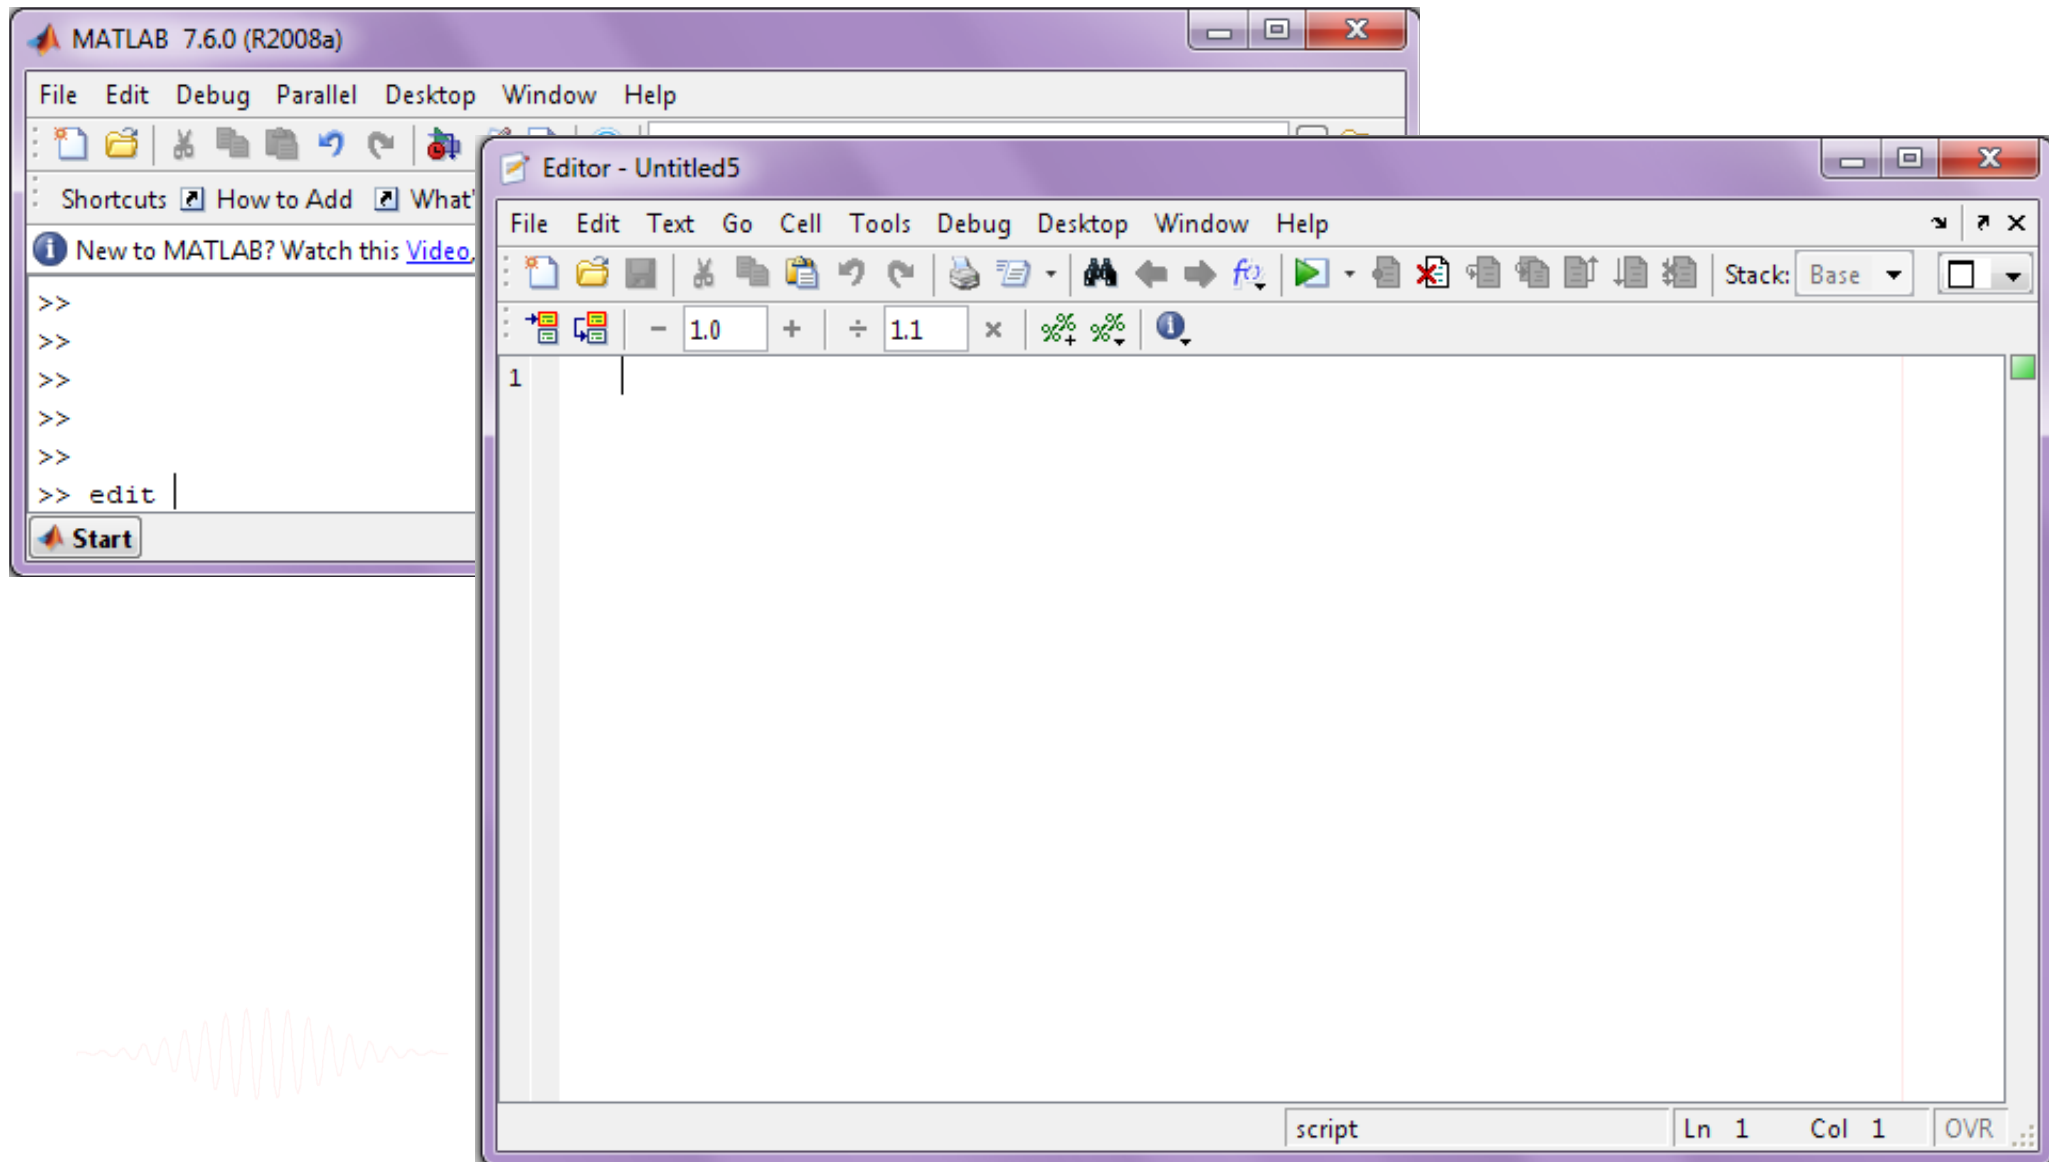 MATLAB 7.6.0 (R2008a)
File Edit Debug Parallel Desktop Window Help
Shortcuts How to Add What'
New to MATLAB? Watch this Video,
>>
>>
>>
>>
>>
>> edit
Start
Editor - Untitled5
File Edit Text Go Cell Tools Debug Desktop Window Help
Stack: Base
− 1.0 + ÷ 1.1 ×
1
script Ln 1 Col 1 OVR